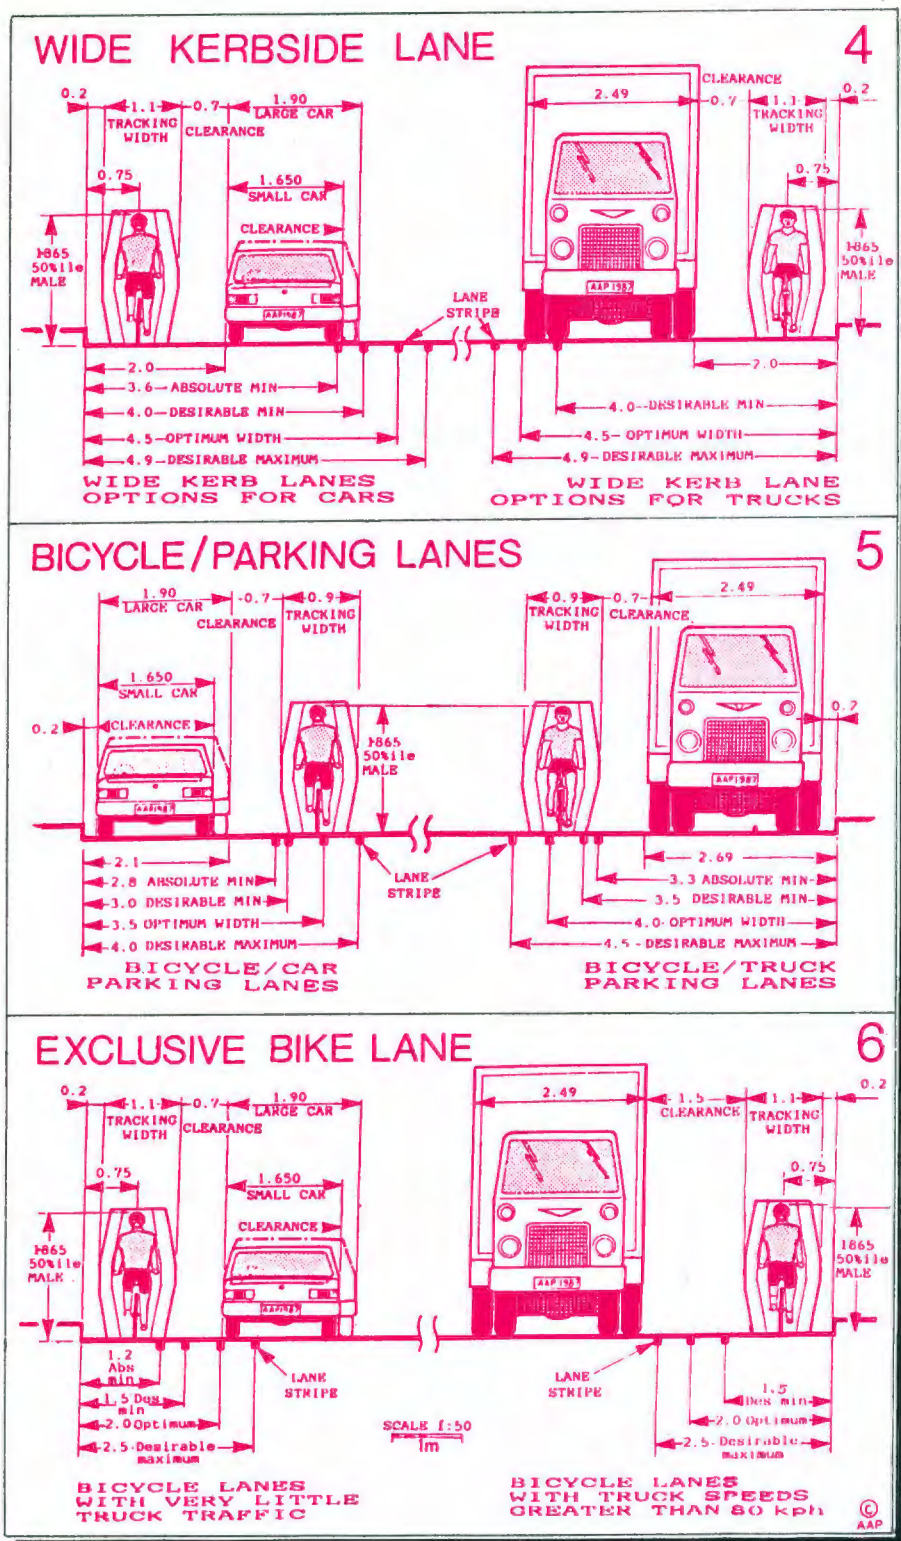 WIDE KERBSIDE LANE
4
0.2
1.1
TRACKING
WIDTH
0.7
CLEARANCE
1.90
LARGE CAR
2.49
CLEARANCE
0.7
1.1
TRACKING
WIDTH
0.2
0.75
1.650
SMALL CAR
0.75
CLEARANCE
1865
50%ile
MALE
1865
50%ile
MALE
AAP1987
AAP1987
LANE
STRIPE
2.0
2.0
3.6-ABSOLUTE MIN
4.0-DESIRABLE MIN
4.0-DESIRABLE MIN
4.5-OPTIMUM WIDTH
4.5-OPTIMUM WIDTH
4.9-DESIRABLE MAXIMUM
4.9-DESIRABLE MAXIMUM
WIDE KERB LANES
OPTIONS FOR CARS
WIDE KERB LANE
OPTIONS FOR TRUCKS
BICYCLE/PARKING LANES
5
1.90
LARGE CAR
0.7
CLEARANCE
0.9
TRACKING
WIDTH
0.9
TRACKING
WIDTH
0.7
CLEARANCE
2.49
1.650
SMALL CAR
0.2
CLEARANCE
1865
50%ile
MALE
0.2
AAP1987
AAP1987
2.1
2.69
LANE
STRIPE
2.8 ABSOLUTE MIN
3.3 ABSOLUTE MIN
3.0 DESIRABLE MIN
3.5 DESIRABLE MIN
3.5 OPTIMUM WIDTH
4.0-OPTIMUM WIDTH
4.0 DESIRABLE MAXIMUM
4.5-DESIRABLE MAXIMUM
BICYCLE/CAR
PARKING LANES
BICYCLE/TRUCK
PARKING LANES
EXCLUSIVE BIKE LANE
6
0.2
1.1
TRACKING
WIDTH
0.7
CLEARANCE
1.90
LARGE CAR
2.49
1.5
CLEARANCE
1.1
TRACKING
WIDTH
0.2
0.75
1.650
SMALL CAR
0.75
CLEARANCE
1865
50%ile
MALE
1865
50%ile
MALE
AAP1987
AAP 1987
1.2
Abs
min
LANE
STRIPE
LANE
STRIPE
1.5 Des
min
1.5
Des min
2.0 Optimum
2.0 Optimum
2.5-Desirable
maximum
2.5-Desirable
maximum
SCALE 1:50
1m
BICYCLE LANES
WITH VERY LITTLE
TRUCK TRAFFIC
BICYCLE LANES
WITH TRUCK SPEEDS
GREATER THAN 80 kph
©
AAP